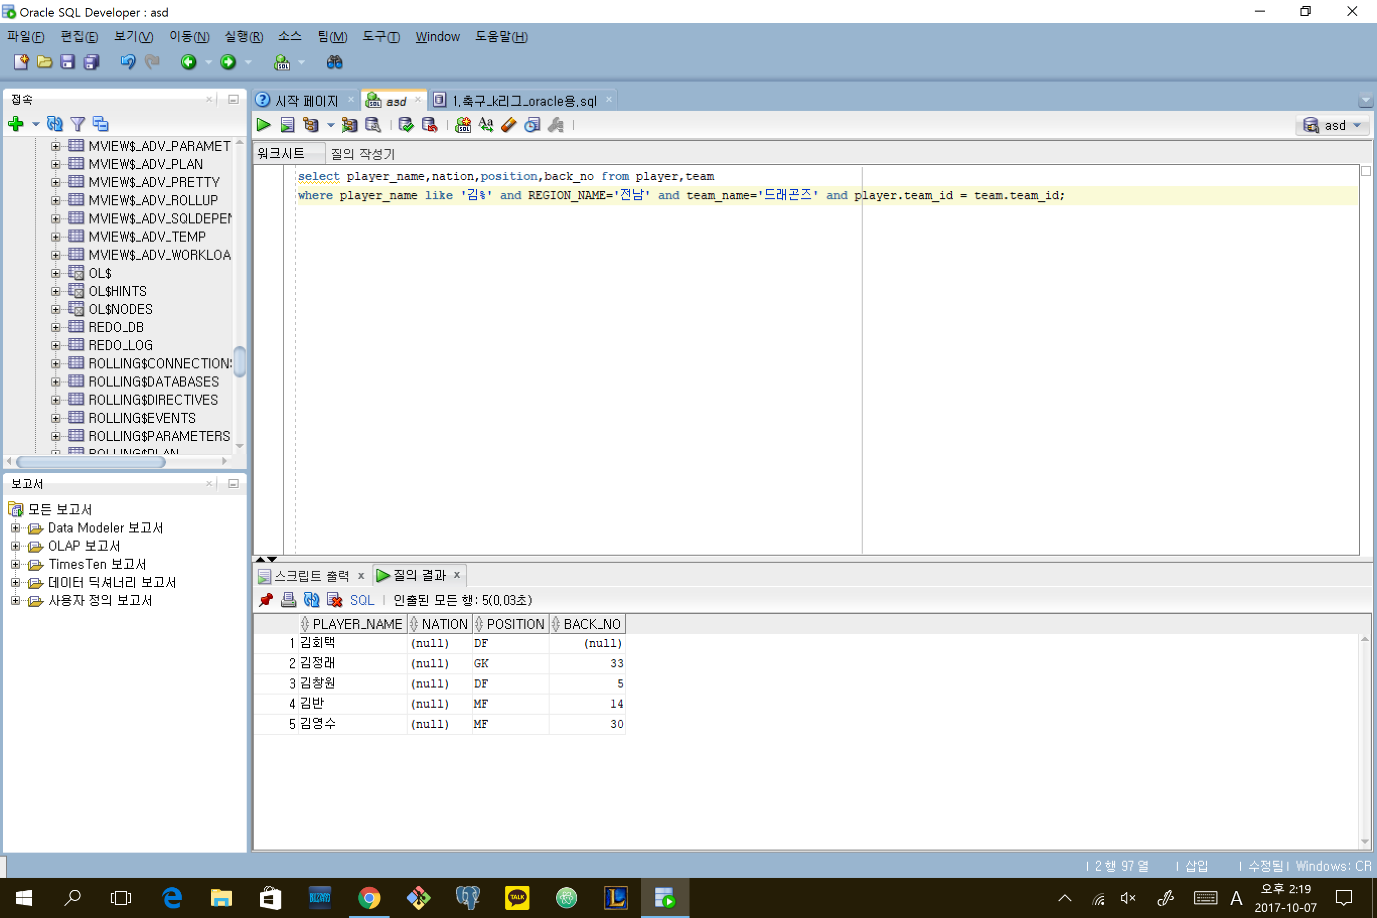 Oracle SQL Developer : asd
파일(F) 편집(E) 보기(V) 이동(N) 실행(R) 소스 팀(M) 도구(T) Window 도움말(H)
접속
MVIEW$_ADV_PARAMET
MVIEW$_ADV_PLAN
MVIEW$_ADV_PRETTY
MVIEW$_ADV_ROLLUP
MVIEW$_ADV_SQLDEPEN
MVIEW$_ADV_TEMP
MVIEW$_ADV_WORKLOA
OL$
OL$HINTS
OL$NODES
REDO_DB
REDO_LOG
ROLLING$CONNECTIONS
ROLLING$DATABASES
ROLLING$DIRECTIVES
ROLLING$EVENTS
ROLLING$PARAMETERS
ROLLING$PLAN
보고서
모든 보고서
Data Modeler 보고서
OLAP 보고서
TimesTen 보고서
데이터 딕셔너리 보고서
사용자 정의 보고서
시작 페이지 asd 1.축구_k리그_oracle용.sql
asd
워크시트 질의 작성기
select player_name,nation,position,back_no from player,team
where player_name like '김%' and REGION_NAME='전남' and team_name='드래곤즈' and player.team_id = team.team_id;
스크립트 출력 x 질의 결과 x
SQL 인출된 모든 행: 5(0.03초)
PLAYER_NAME NATION POSITION BACK_NO
1 김회택 (null) DF (null)
2 김정래 (null) GK 33
3 김창원 (null) DF 5
4 김반 (null) MF 14
5 김영수 (null) MF 30
2 행 97 열 삽입 수정됨 Windows: CR
BLIZZARD TALK L A 오후 2:19
2017-10-07